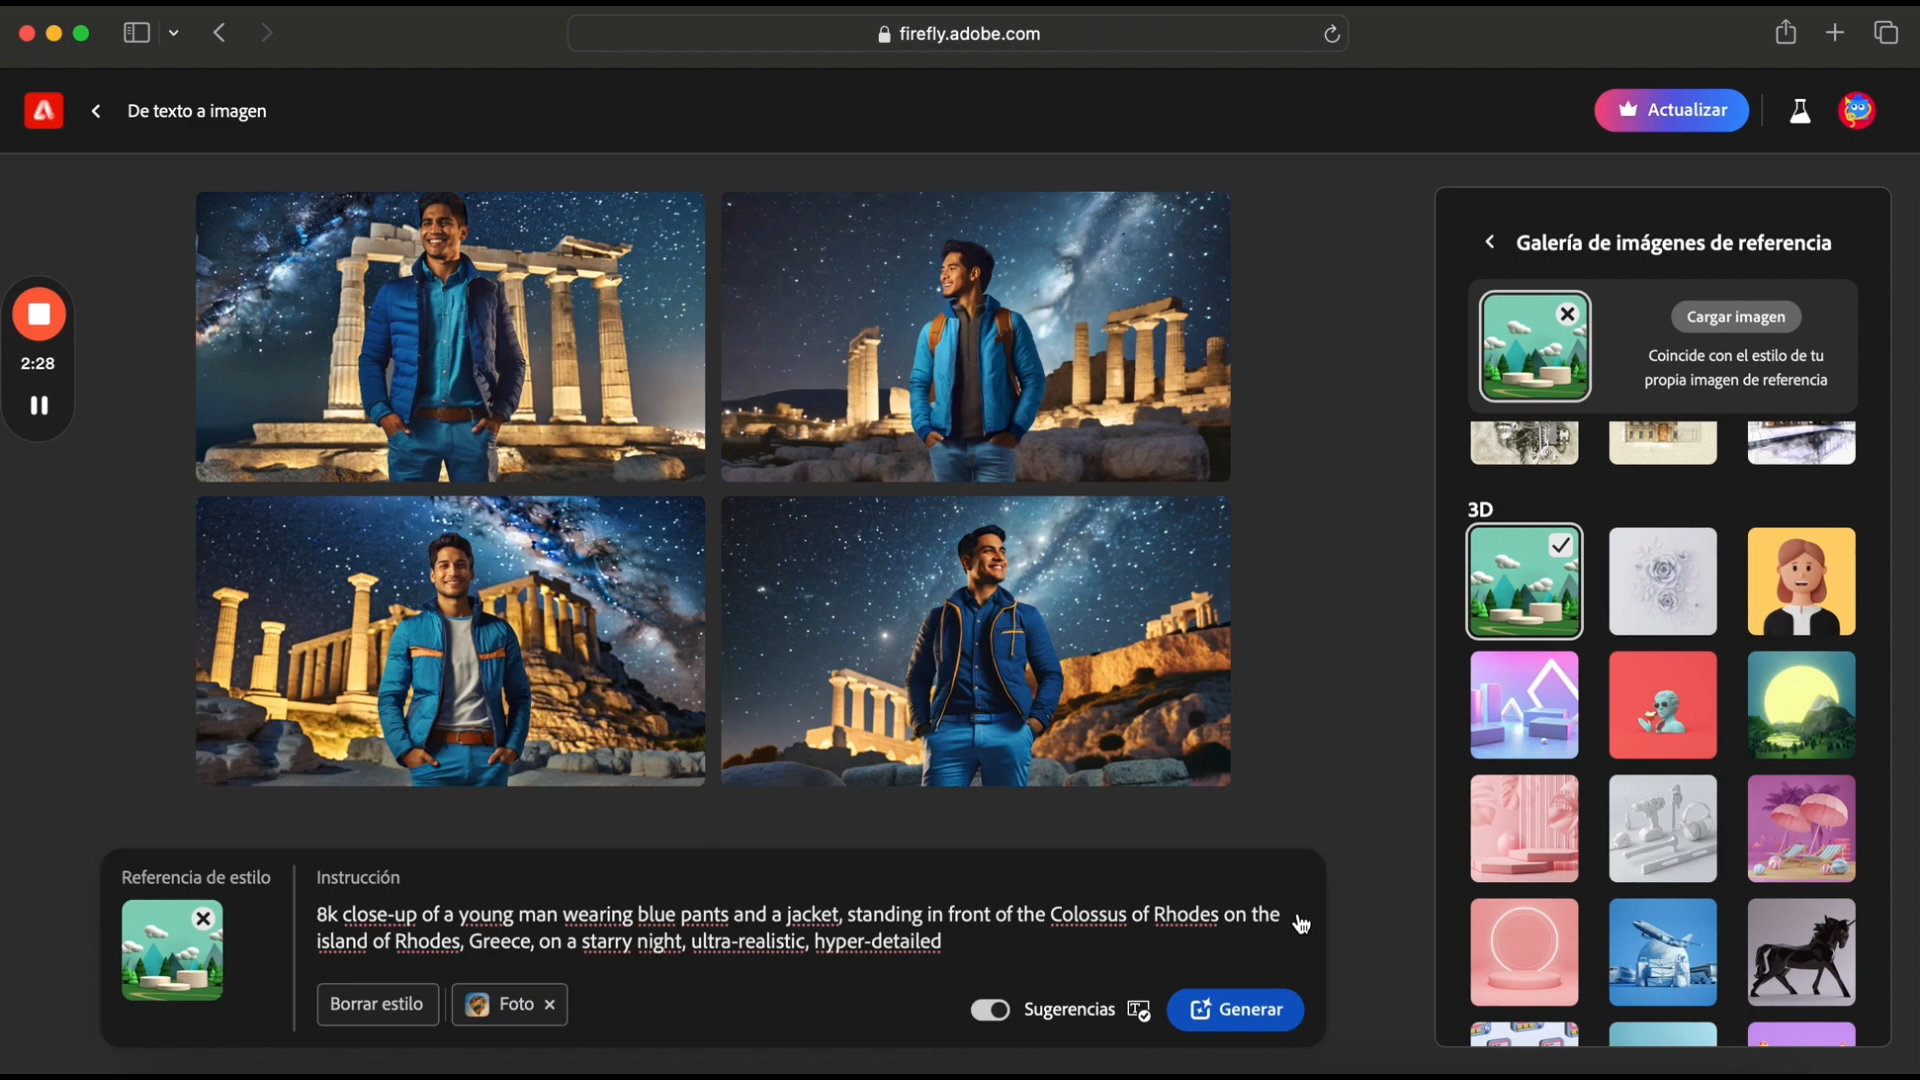 firefly.adobe.com
De texto a imagen
Actualizar
Galería de imágenes de referencia
Cargar imagen
Coincide con el estilo de tu
propia imagen de referencia
2:28
3D
Referencia de estilo
Instrucción
8k close-up of a young man wearing blue pants and a jacket, standing in front of the Colossus of Rhodes on the
island of Rhodes, Greece, on a starry night, ultra-realistic, hyper-detailed
Borrar estilo
Foto
Sugerencias
Generar